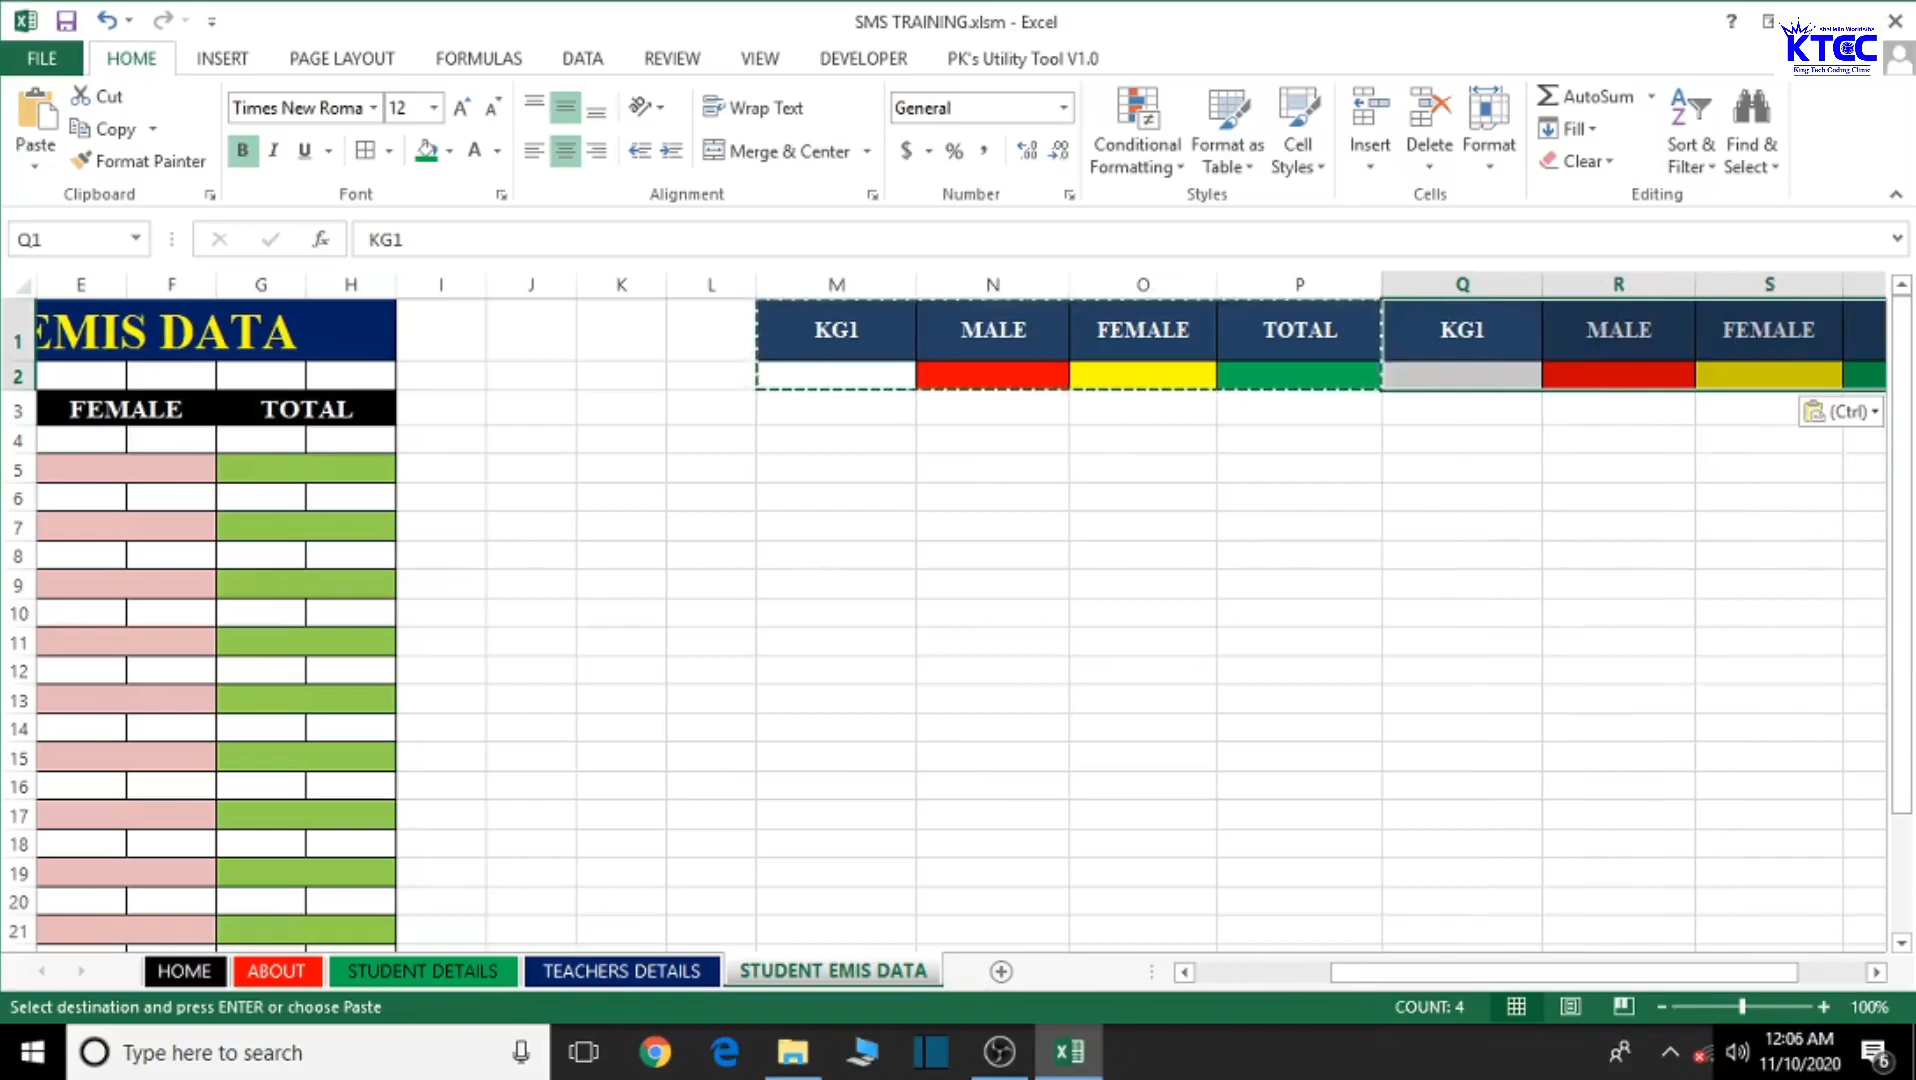 SMS TRAINING.xlsm - Excel
?
KTCC
King Tech Coding Clinic
FILE HOME INSERT PAGE LAYOUT FORMULAS DATA REVIEW VIEW DEVELOPER PK's Utility Tool V1.0
Paste
Cut
Copy
Format Painter
Clipboard
Times New Roma 12
B I U
Font
Wrap Text
Merge & Center
Alignment
General
$ % ,
Number
Conditional Formatting
Format as Table
Cell Styles
Styles
Insert
Delete
Format
Cells
AutoSum
Fill
Clear
Sort & Filter
Find & Select
Editing
Q1
fx
KG1
E F G H I J K L M N O P Q R S
1 EMIS DATA KG1 MALE FEMALE TOTAL KG1 MALE FEMALE
2
3 FEMALE TOTAL
(Ctrl)
4
5
6
7
8
9
10
11
12
13
14
15
16
17
18
19
20
21
HOME ABOUT STUDENT DETAILS TEACHERS DETAILS STUDENT EMIS DATA
Select destination and press ENTER or choose Paste
COUNT: 4
100%
Type here to search
12:06 AM
11/10/2020
6